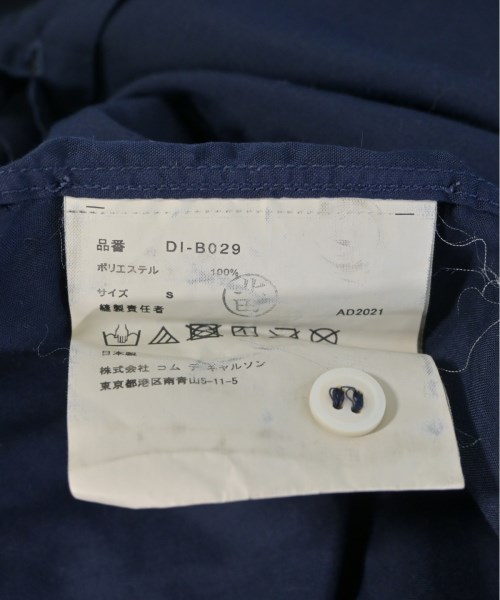 品番 DI-B029
ポリエステル 100%
サイズ S
縫製責任者 AD2021
日本製
株式会社 コム デ ギャルソン
東京都港区南青山5-11-5